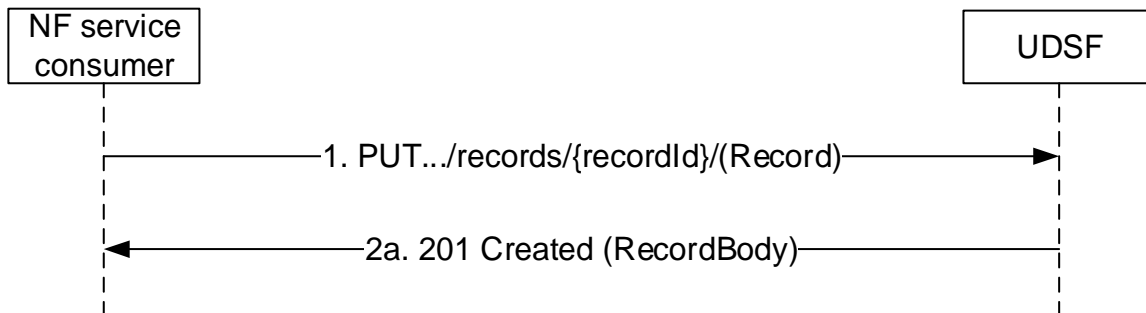 NF service
consumer
UDSF
1. PUT.../records/{recordId}/(Record)
2a. 201 Created (RecordBody)